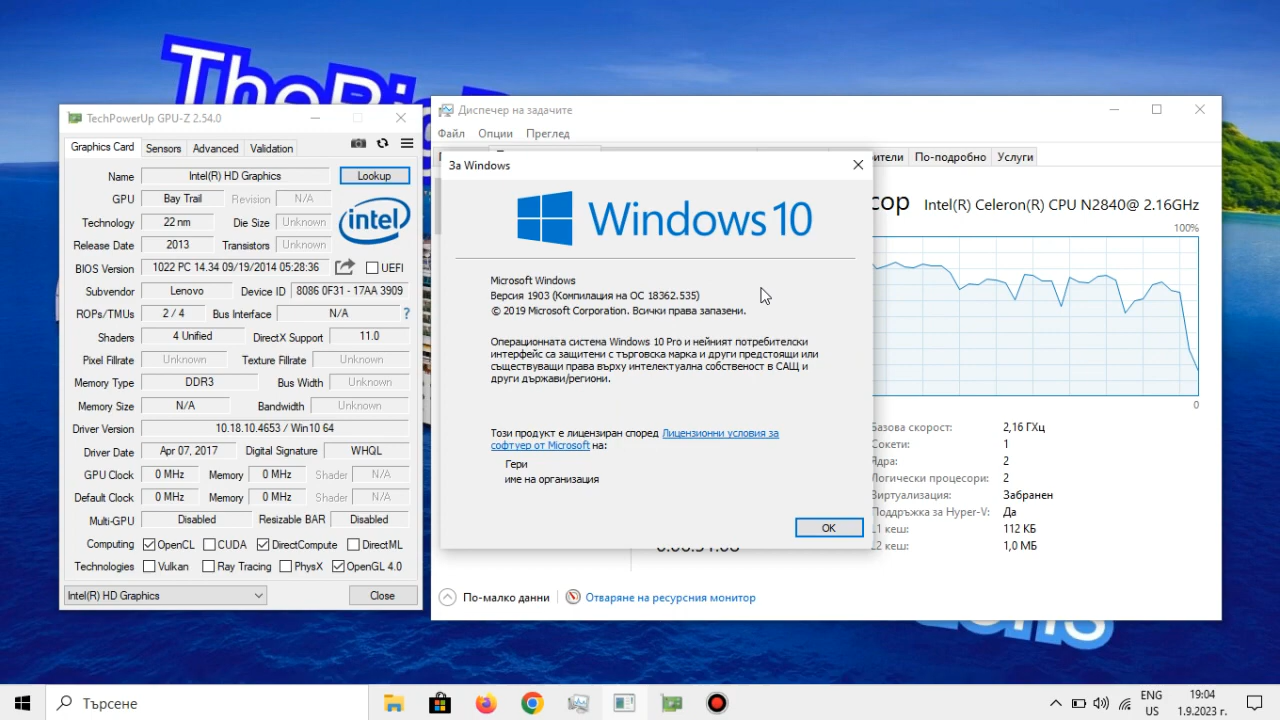 TheBig
TechPowerUp GPU-Z 2.54.0
Graphics Card Sensors Advanced Validation
Name Intel(R) HD Graphics Lookup
GPU Bay Trail Revision N/A
intel
Technology 22 nm Die Size Unknown
Release Date 2013 Transistors Unknown
BIOS Version 1022 PC 14.34 09/19/2014 05:28:36 UEFI
Subvendor Lenovo Device ID 8086 0F31 - 17AA 3909
ROPs/TMUs 2 / 4 Bus Interface N/A ?
Shaders 4 Unified DirectX Support 11.0
Pixel Fillrate Unknown Texture Fillrate Unknown
Memory Type DDR3 Bus Width Unknown
Memory Size N/A Bandwidth Unknown
Driver Version 10.18.10.4653 / Win10 64
Driver Date Apr 07, 2017 Digital Signature WHQL
GPU Clock 0 MHz Memory 0 MHz Shader N/A
Default Clock 0 MHz Memory 0 MHz Shader N/A
Multi-GPU Disabled Resizable BAR Disabled
Computing OpenCL CUDA DirectCompute DirectML
Technologies Vulkan Ray Tracing PhysX OpenGL 4.0
Intel(R) HD Graphics Close
Диспечер на задачите
Файл Опции Преглед
По-подробно Услуги
Intel(R) Celeron(R) CPU N2840@ 2.16GHz
100%
0
Базова скорост: 2,16 ГХц
Сокети: 1
Ядра: 2
Логически процесори: 2
Виртуализация: Забранен
Поддръжка за Hyper-V: Да
L1 кеш: 112 КБ
L2 кеш: 1,0 МБ
По-малко данни Отваряне на ресурсния монитор
За Windows
Windows 10
Microsoft Windows
Версия 1903 (Компилация на ОС 18362.535)
© 2019 Microsoft Corporation. Всички права запазени.
Операционната система Windows 10 Pro и нейният потребителски
интерфейс са защитени с търговска марка и други предстоящи или
съществуващи права върху интелектуална собственост в САЩ и
други държави/региони.
Този продукт е лицензиран според Лицензионни условия за
софтуер от Microsoft на:
Гери
име на организация
OK
Търсене
ENG
US
19:04
1.9.2023 г.